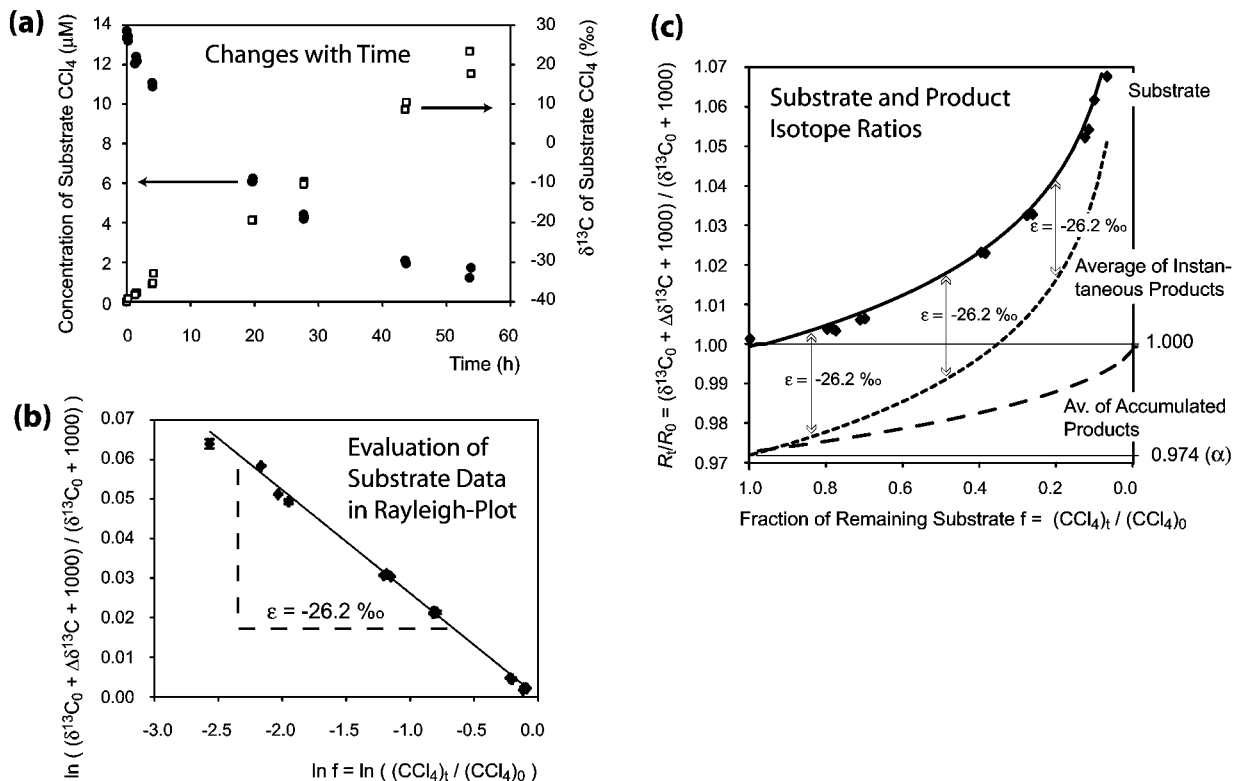 (a)
Changes with Time
Concentration of Substrate CCl₄ (µM)
14
12
10
8
6
4
2
0
δ¹³C of Substrate CCl₄ (‰)
30
20
10
0
-10
-20
-30
-40
0 10 20 30 40 50 60
Time (h)
(b)
Evaluation of
Substrate Data
in Rayleigh-Plot
ln ( (δ¹³C₀ + Δδ¹³C + 1000) / (δ¹³C₀ + 1000) )
0.07
0.06
0.05
0.04
0.03
0.02
0.01
0.00
ε = -26.2 ‰
-3.0 -2.5 -2.0 -1.5 -1.0 -0.5 0.0
ln f = ln ( (CCl₄)ₜ / (CCl₄)₀ )
(c)
Substrate and Product
Isotope Ratios
Rₜ/R₀ = (δ¹³C₀ + Δδ¹³C + 1000) / (δ¹³C₀ + 1000)
1.07
1.06
1.05
1.04
1.03
1.02
1.01
1.00
0.99
0.98
0.97
Substrate
ε = -26.2 ‰
Average of Instan-
taneous Products
ε = -26.2 ‰
1.000
ε = -26.2 ‰
Av. of Accumulated
Products
0.974 (α)
1.0 0.8 0.6 0.4 0.2 0.0
Fraction of Remaining Substrate f = (CCl₄)ₜ / (CCl₄)₀